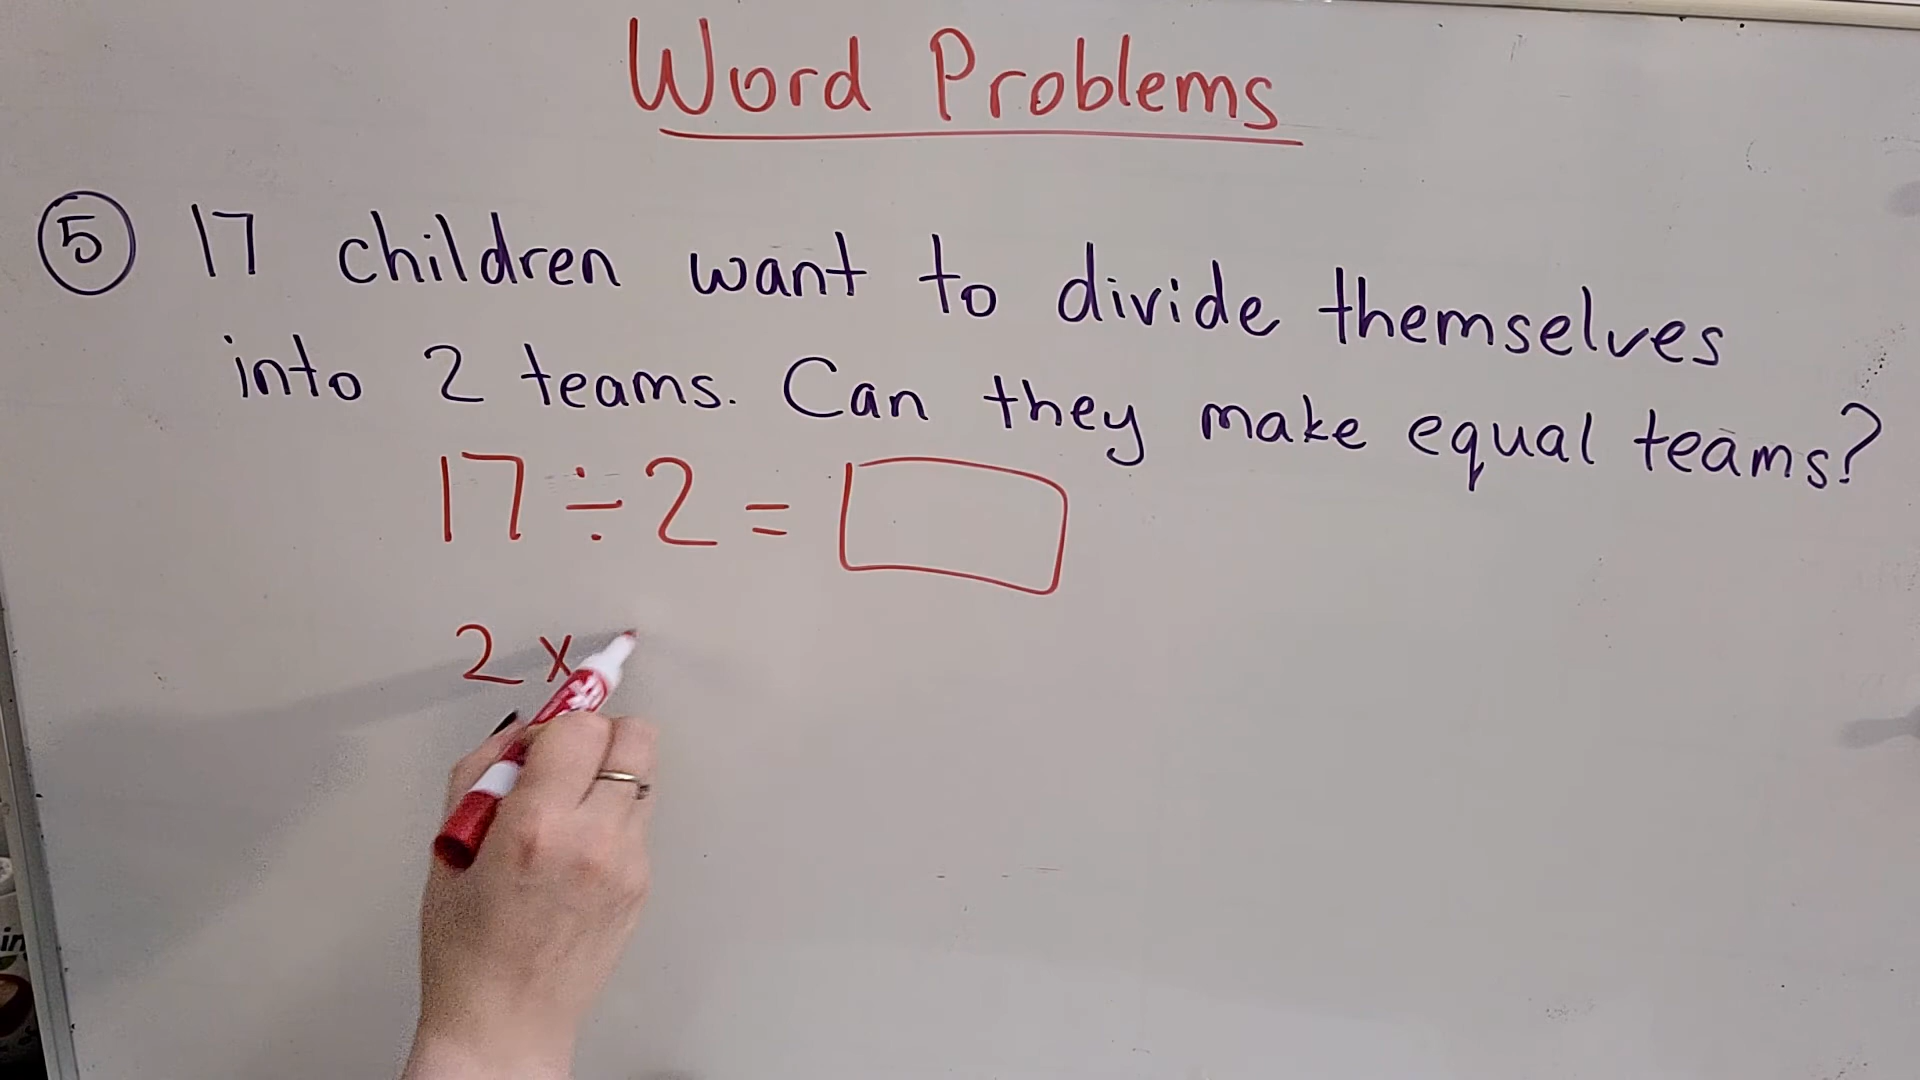 Word Problems
5 17 children want to divide themselves
into 2 teams. Can they make equal teams?
17 ÷ 2 =
2 x